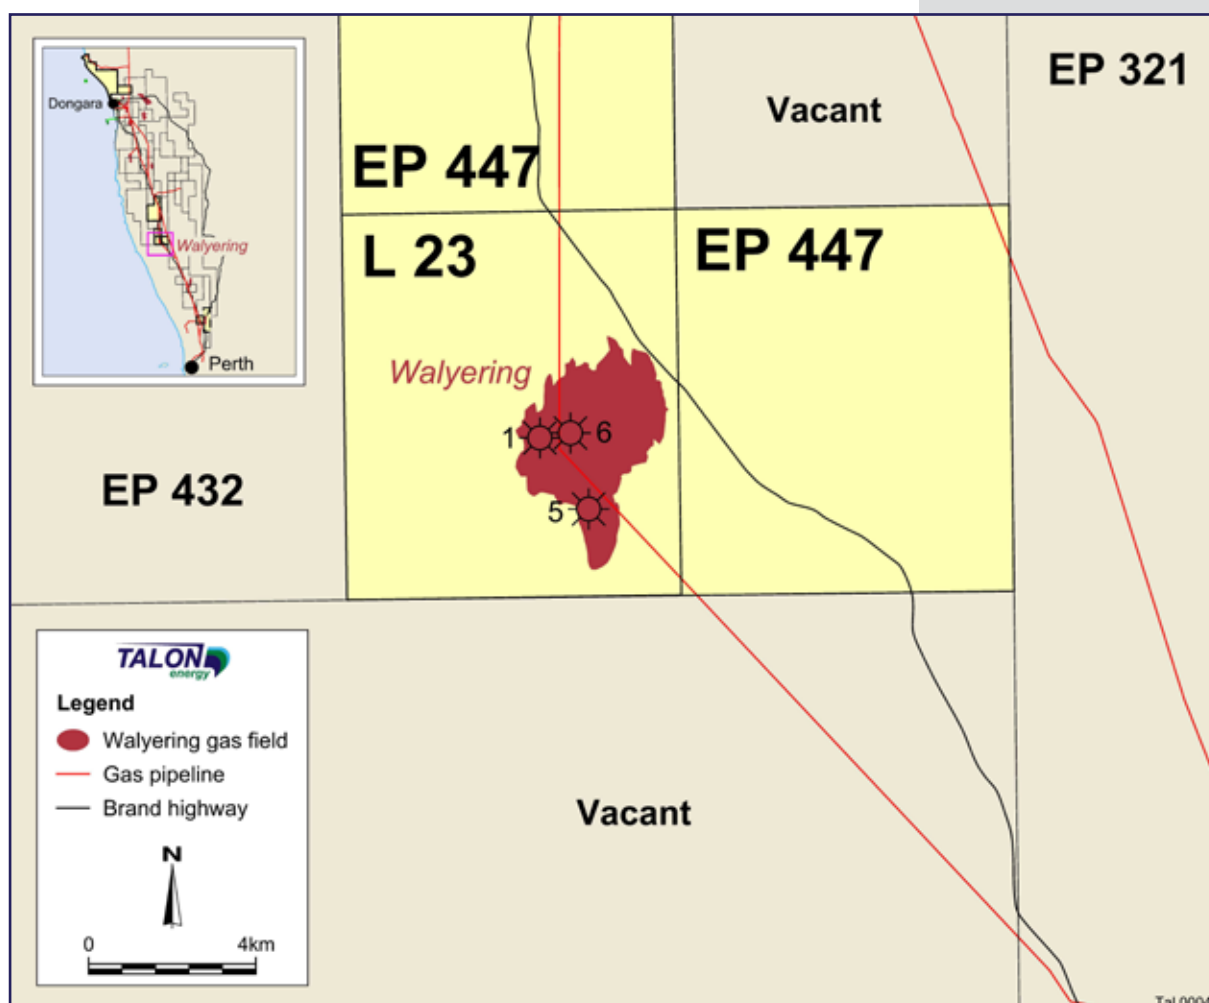 EP 321
Vacant
Dongara
EP 447
Walyering
L 23
EP 447
Perth
Walyering
1
6
EP 432
5
TALON
energy
Legend
Walyering gas field
Gas pipeline
Brand highway
Vacant
N
0 4km